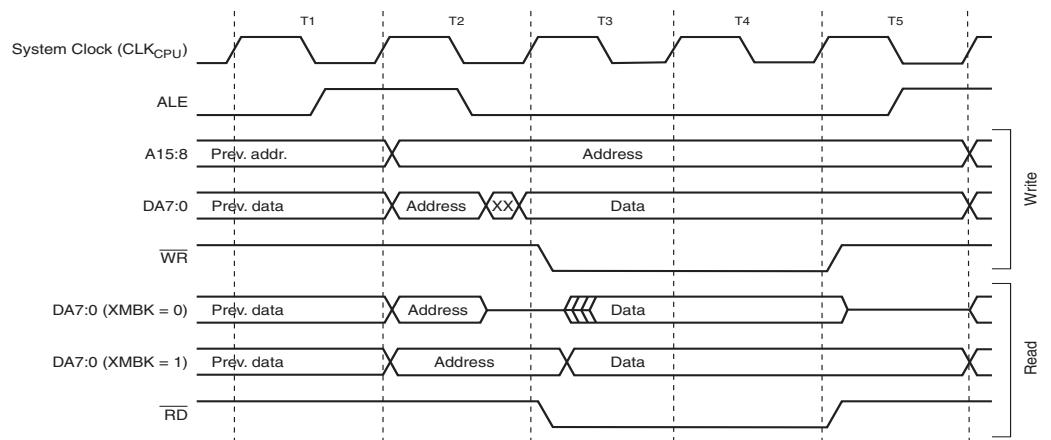 T1 T2 T3 T4 T5
System Clock (CLKCPU)
ALE
A15:8 Prev. addr. Address
DA7:0 Prev. data Address XX Data
WR
Write
DA7:0 (XMBK = 0) Prev. data Address Data
DA7:0 (XMBK = 1) Prev. data Address Data
RD
Read